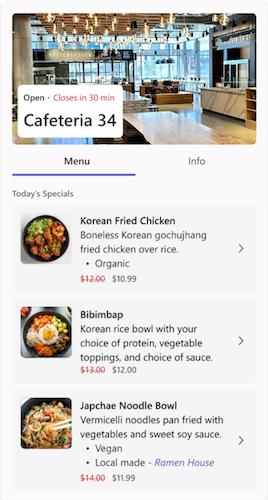 Open · Closes in 30 min
Cafeteria 34
Menu
Info
Today's Specials
Korean Fried Chicken
Boneless Korean gochujhang
fried chicken over rice.
• Organic
$12.00 $10.99
Bibimbap
Korean rice bowl with your
choice of protein, vegetable
toppings, and choice of sauce.
$13.00 $12.00
Japchae Noodle Bowl
Vermicelli noodles pan fried with
vegetables and sweet soy sauce.
• Vegan
• Local made - Ramen House
$14.00 $11.99